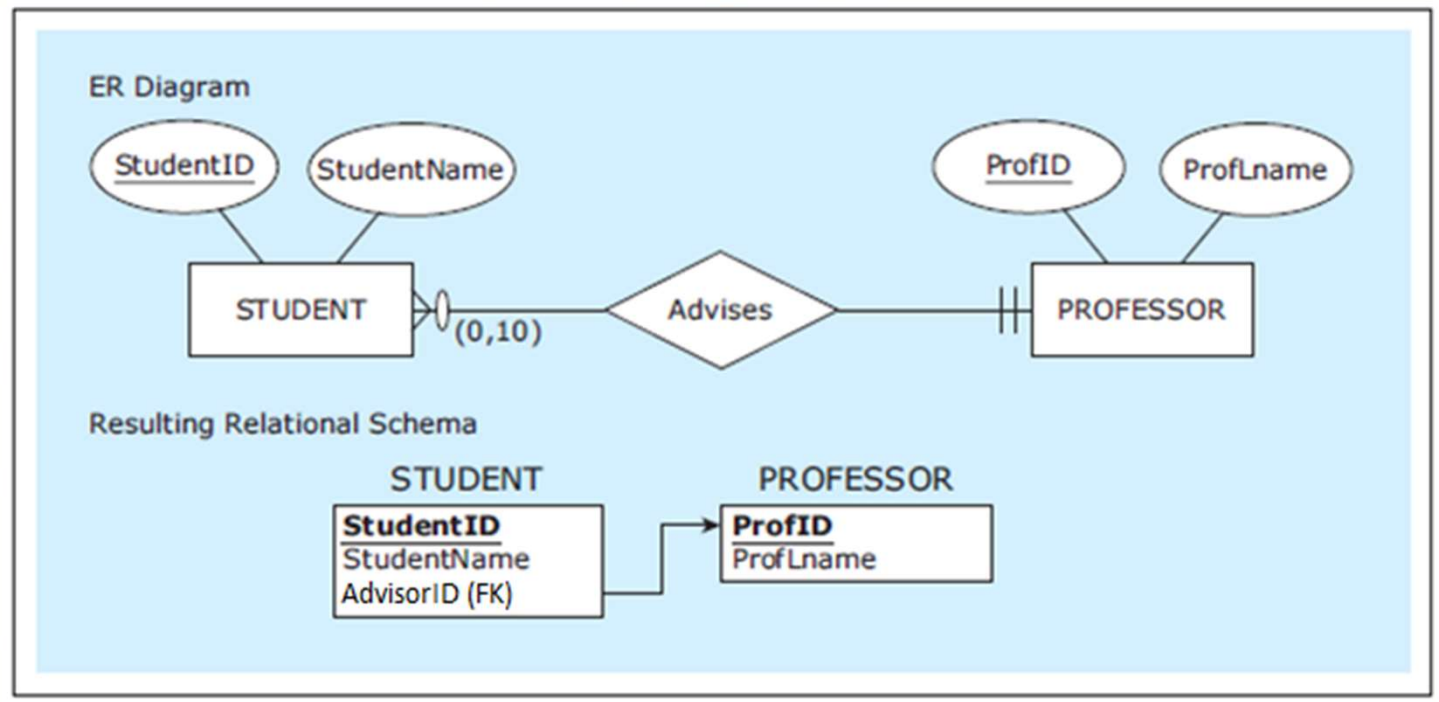 ER Diagram
StudentID
StudentName
ProfID
ProfLname
STUDENT
(0,10)
Advises
PROFESSOR
Resulting Relational Schema
STUDENT
StudentID
StudentName
AdvisorID (FK)
PROFESSOR
ProfID
ProfLname